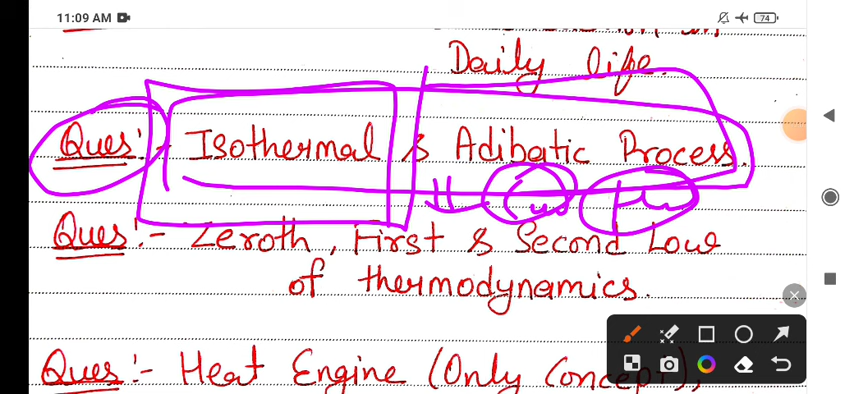 11:09 AM
74
Daily life.
Ques:- Isothermal & Adibatic Process.
Ques:- Zeroth, First & Second Law
of thermodynamics.
Ques:- Heat Engine (Only Concept),